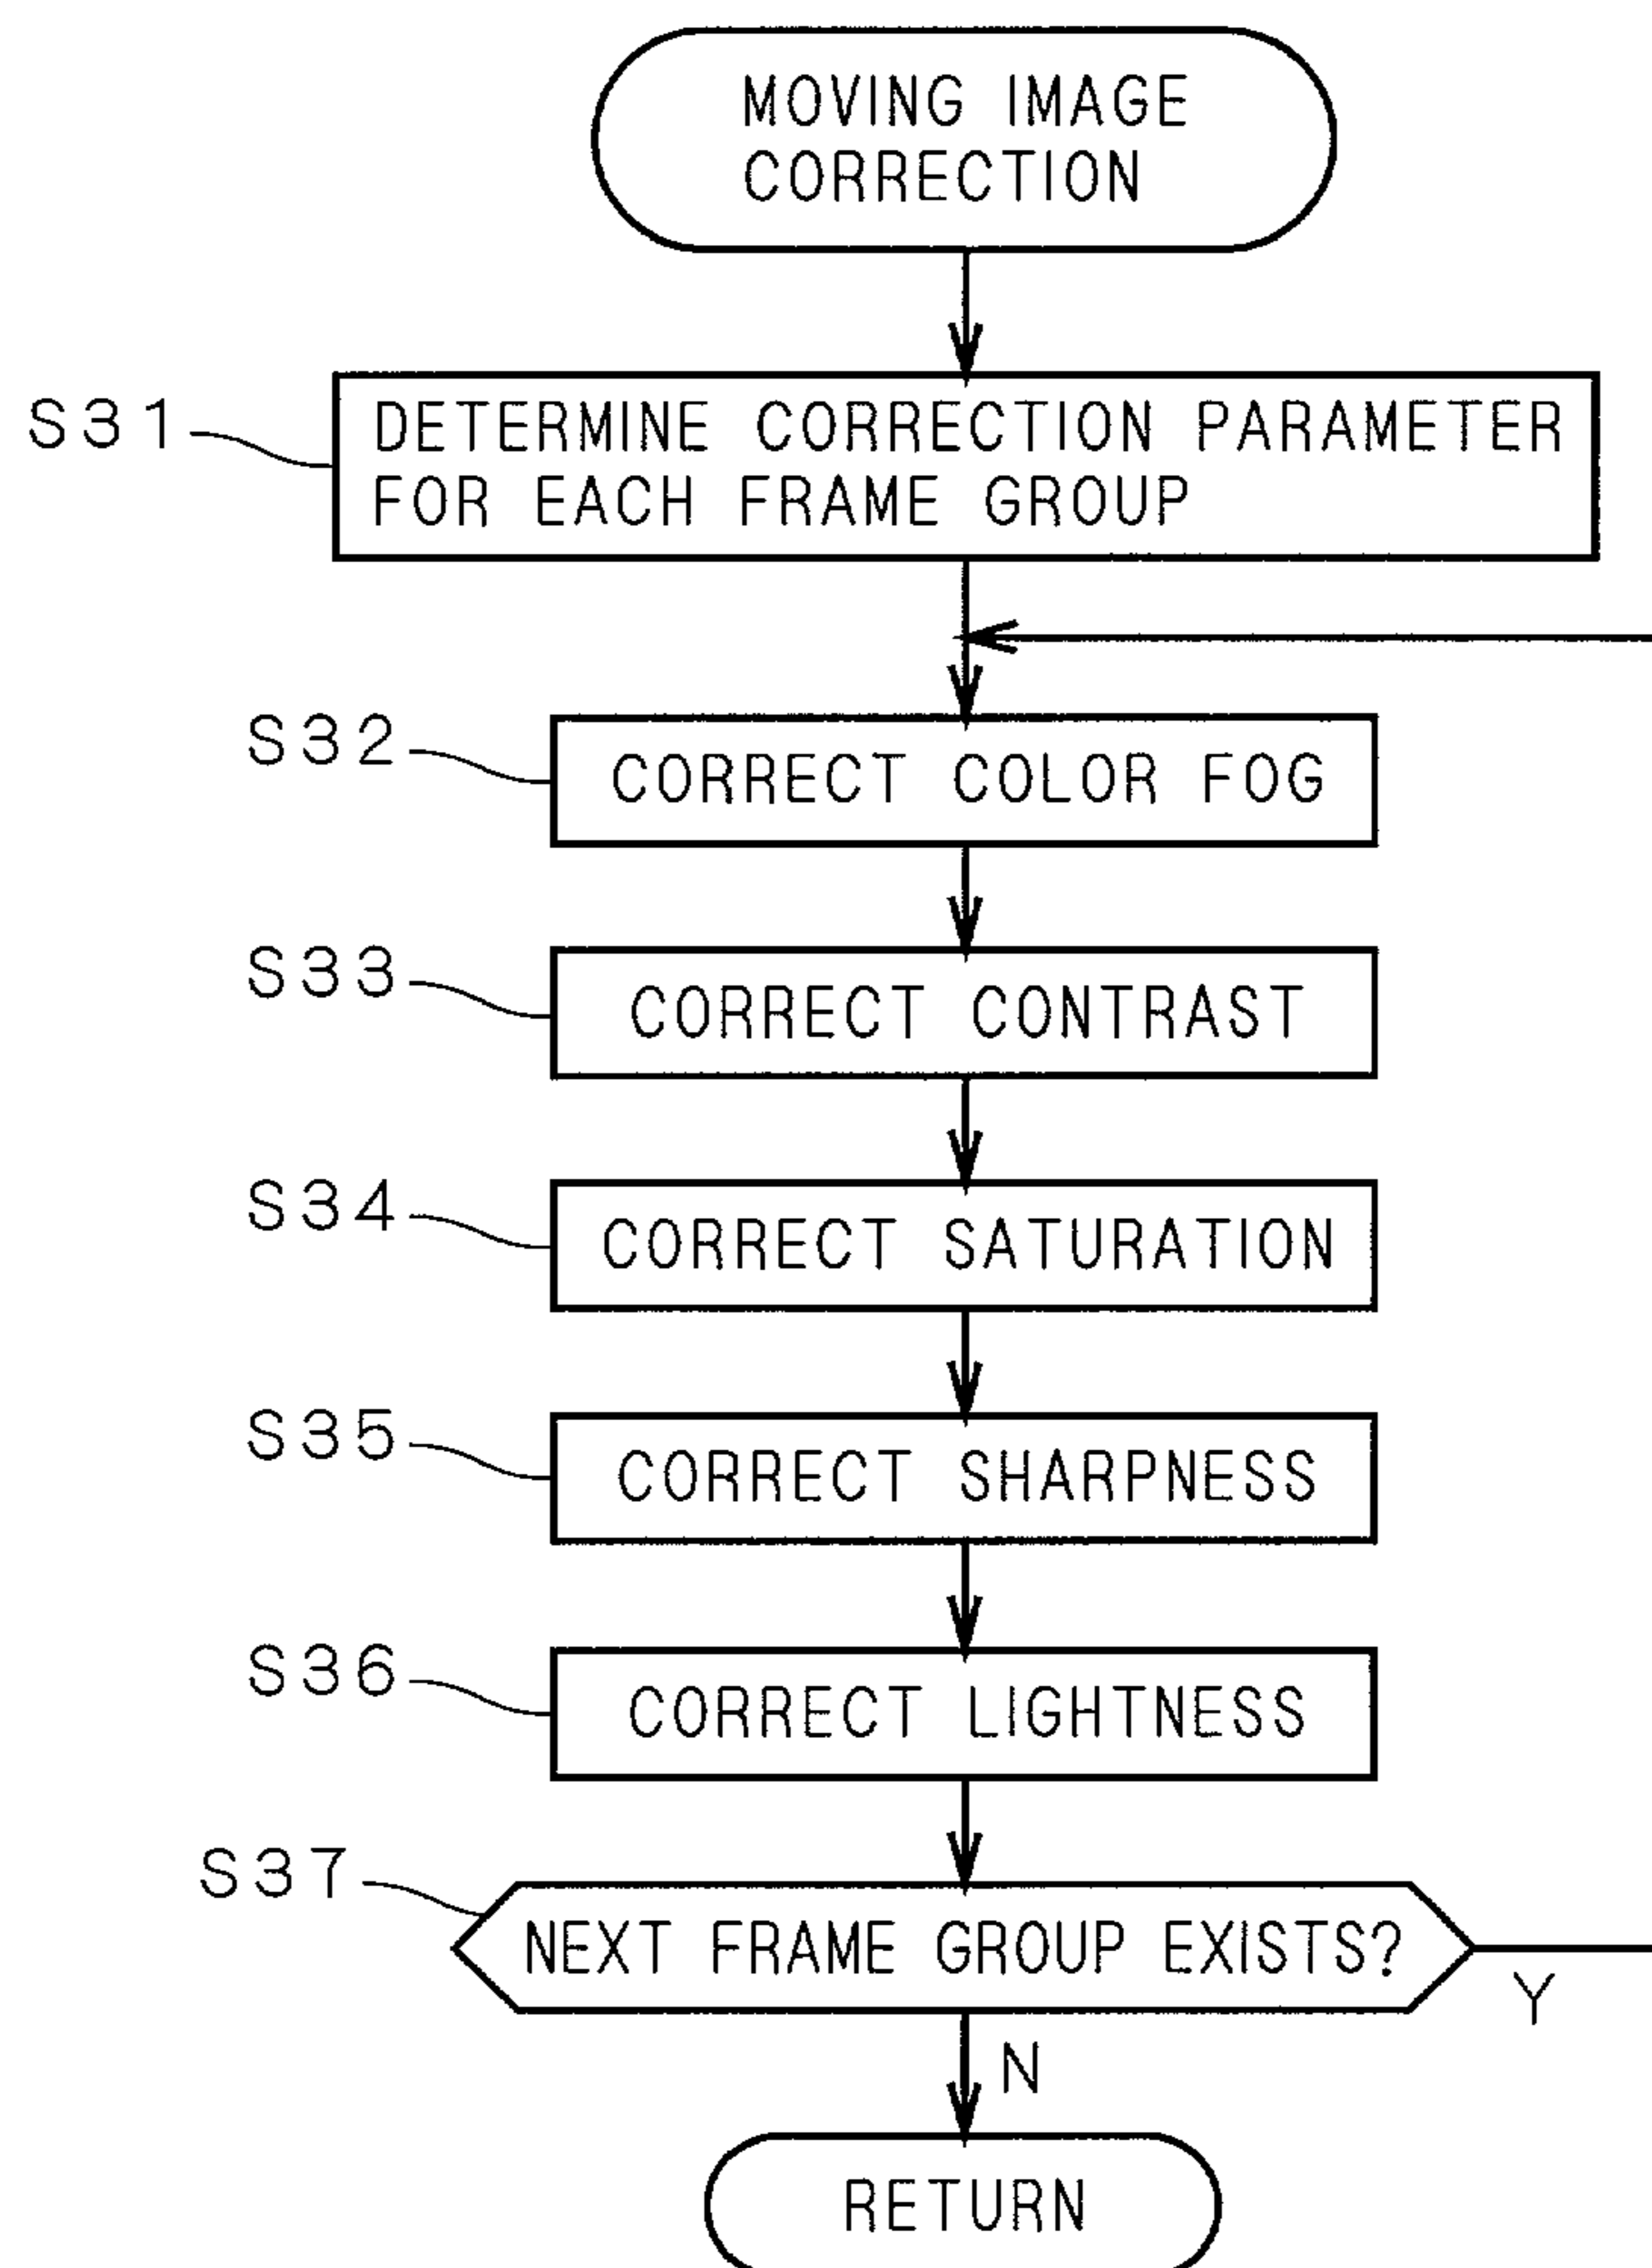 MOVING IMAGE
CORRECTION
S31
DETERMINE CORRECTION PARAMETER
FOR EACH FRAME GROUP
S32
CORRECT COLOR FOG
S33
CORRECT CONTRAST
S34
CORRECT SATURATION
S35
CORRECT SHARPNESS
S36
CORRECT LIGHTNESS
S37
NEXT FRAME GROUP EXISTS?
Y
N
RETURN